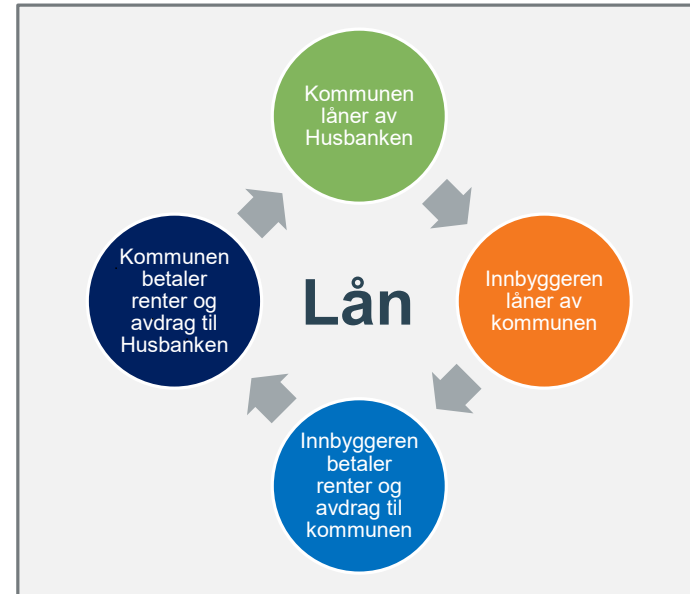 Kommunen
låner av
Husbanken
Innbyggeren
låner av
kommunen
Innbyggeren
betaler
renter og
avdrag til
kommunen
Kommunen
betaler
renter og
avdrag til
Husbanken
Lån